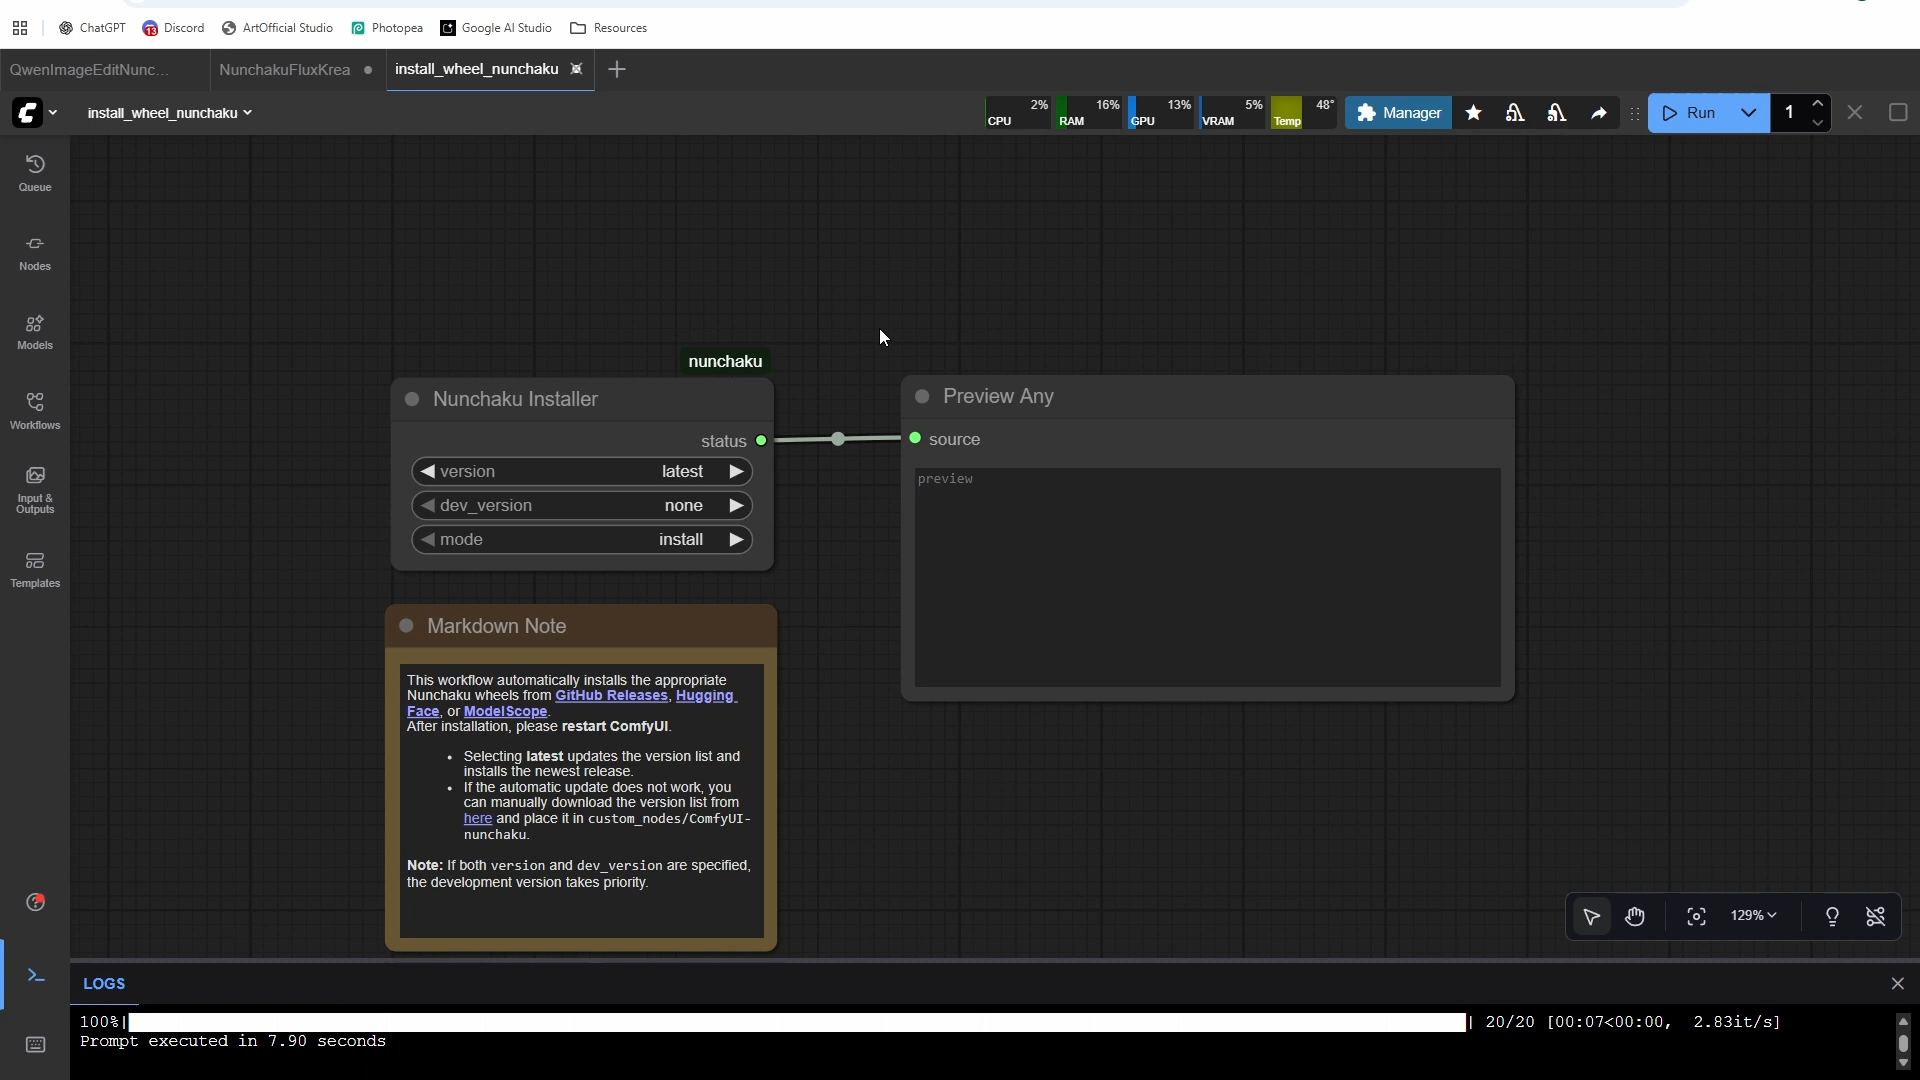 ChatGPT
13
Discord
ArtOfficial Studio
Photopea
Google AI Studio
Resources
QwenImageEditNunc...
NunchakuFluxKrea
install_wheel_nunchaku
install_wheel_nunchaku
CPU 2%
RAM 16%
GPU 13%
VRAM 5%
Temp 48°
Manager
Run
1
Queue
Nodes
Models
Workflows
Input &
Outputs
Templates
nunchaku
Nunchaku Installer
status
version latest
dev_version none
mode install
Preview Any
source
preview
Markdown Note
This workflow automatically installs the appropriate
Nunchaku wheels from GitHub Releases, Hugging
Face, or ModelScope.
After installation, please restart ComfyUI.
• Selecting latest updates the version list and
installs the newest release.
• If the automatic update does not work, you
can manually download the version list from
here and place it in custom_nodes/ComfyUI-
nunchaku.
Note: If both version and dev_version are specified,
the development version takes priority.
129%
LOGS
100%| | 20/20 [00:07<00:00, 2.83it/s]
Prompt executed in 7.90 seconds